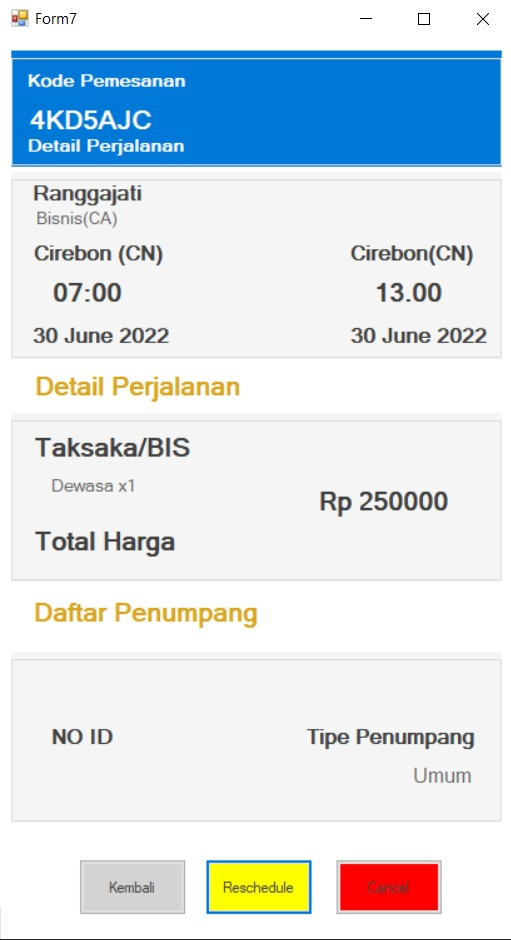 Form7
Kode Pemesanan
4KD5AJC
Detail Perjalanan
Ranggajati
Bisnis(CA)
Cirebon (CN) Cirebon(CN)
07:00 13.00
30 June 2022 30 June 2022
Detail Perjalanan
Taksaka/BIS
Dewasa x1
Rp 250000
Total Harga
Daftar Penumpang
NO ID Tipe Penumpang
Umum
Kembali Reschedule Cancel